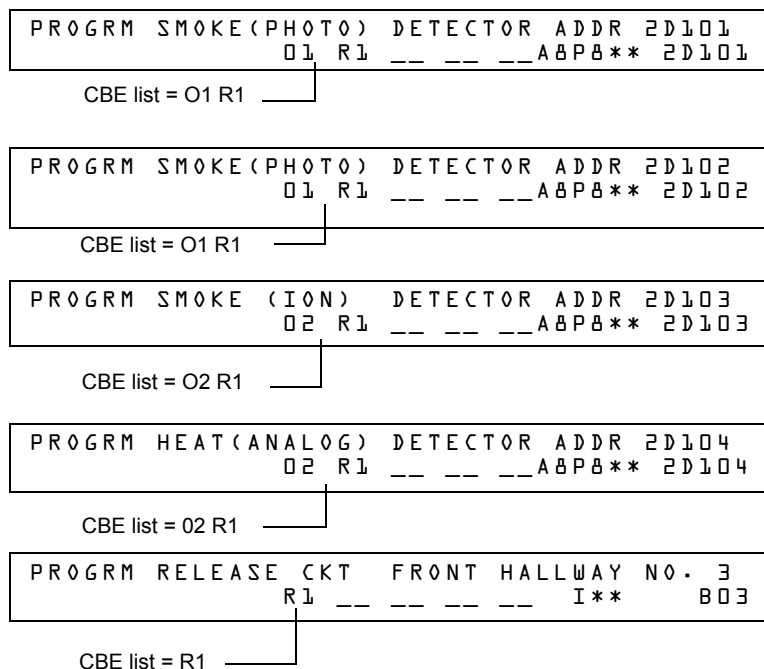 PROGRM SMOKE(PHOTO) DETECTOR ADDR 2D101
01 R1 __ __ __A8P8** 2D101
CBE list = O1 R1
PROGRM SMOKE(PHOTO) DETECTOR ADDR 2D102
01 R1 __ __ __A8P8** 2D102
CBE list = O1 R1
PROGRM SMOKE (ION) DETECTOR ADDR 2D103
02 R1 __ __ __A8P8** 2D103
CBE list = O2 R1
PROGRM HEAT(ANALOG) DETECTOR ADDR 2D104
02 R1 __ __ __A8P8** 2D104
CBE list = 02 R1
PROGRM RELEASE CKT FRONT HALLWAY NO. 3
R1 __ __ __ __ I** B03
CBE list = R1